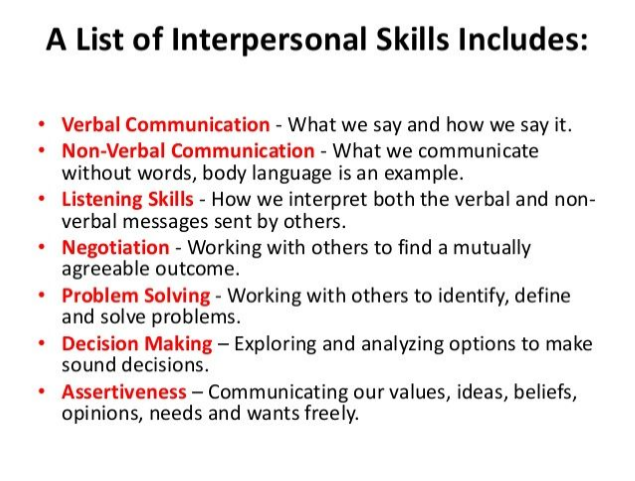 A List of Interpersonal Skills Includes:
• Verbal Communication - What we say and how we say it.
• Non-Verbal Communication - What we communicate
without words, body language is an example.
• Listening Skills - How we interpret both the verbal and non-
verbal messages sent by others.
• Negotiation - Working with others to find a mutually
agreeable outcome.
• Problem Solving - Working with others to identify, define
and solve problems.
• Decision Making – Exploring and analyzing options to make
sound decisions.
• Assertiveness – Communicating our values, ideas, beliefs,
opinions, needs and wants freely.